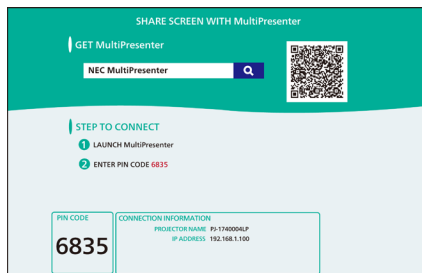 SHARE SCREEN WITH MultiPresenter
GET MultiPresenter
NEC MultiPresenter
STEP TO CONNECT
1 LAUNCH MultiPresenter
2 ENTER PIN CODE 6835
PIN CODE
6835
CONNECTION INFORMATION
PROJECTOR NAME PJ-1740004LP
IP ADDRESS 192.168.1.100